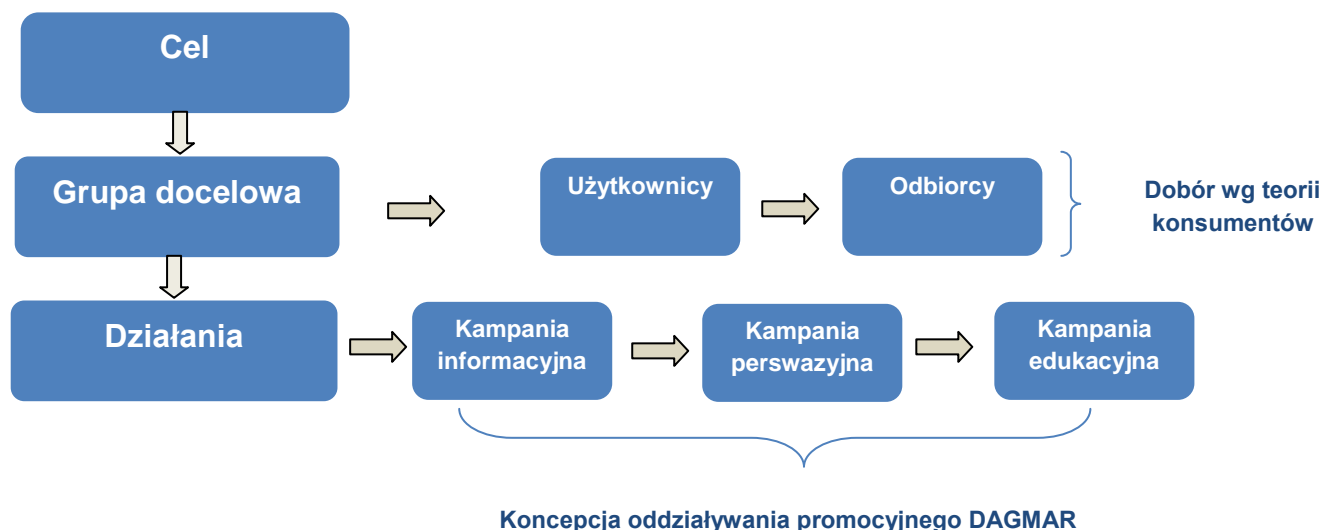 Cel
Grupa docelowa
Użytkownicy
Odbiorcy
Dobór wg teorii
konsumentów
Działania
Kampania
informacyjna
Kampania
perswazyjna
Kampania
edukacyjna
Koncepcja oddziaływania promocyjnego DAGMAR